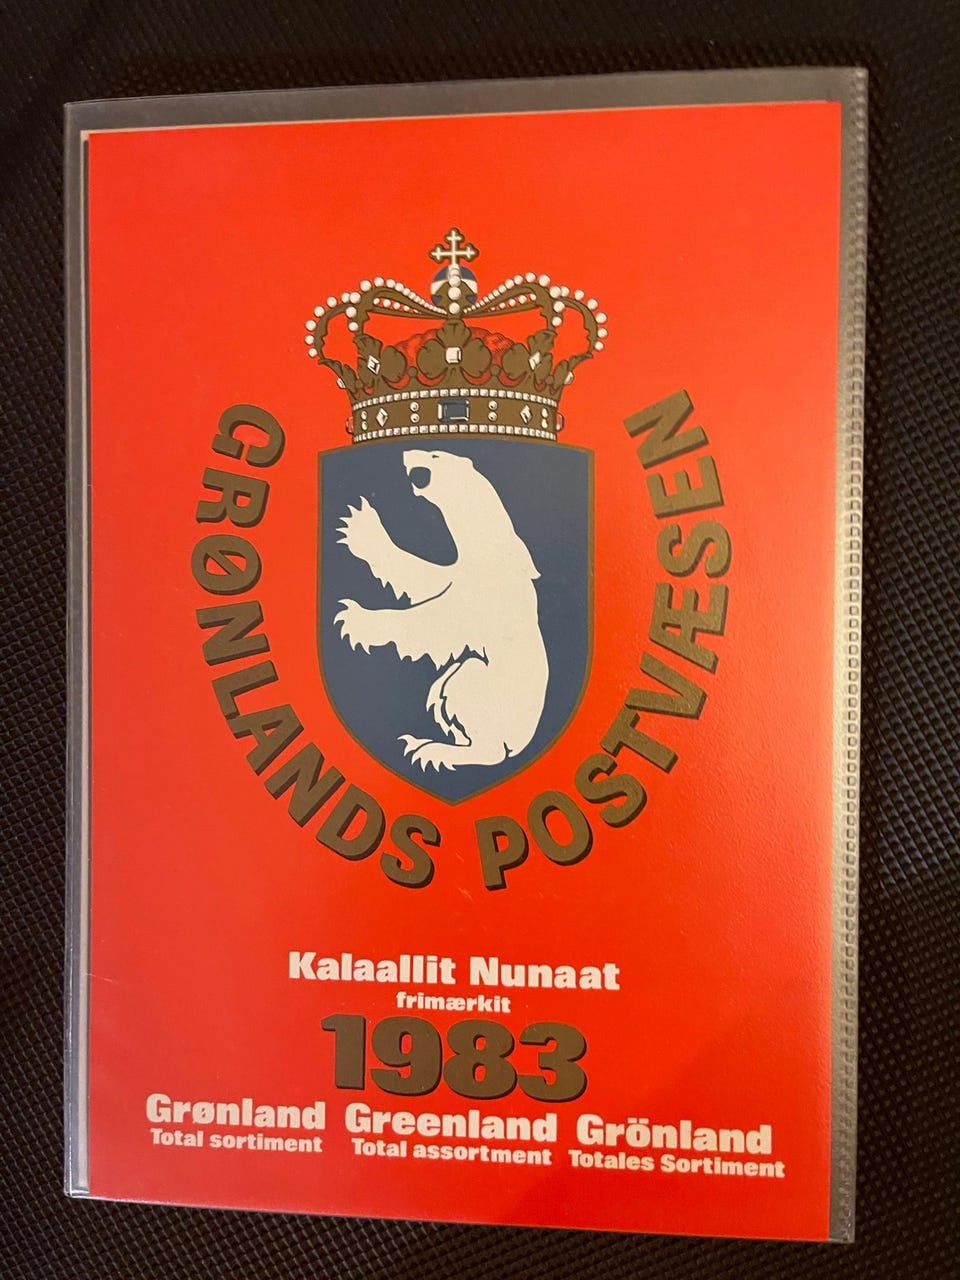 GRØNLANDS POSTVÆSEN
Kalaallit Nunaat
frimærkit
1983
Grønland Greenland Grönland
Total sortiment Total assortment Totales Sortiment